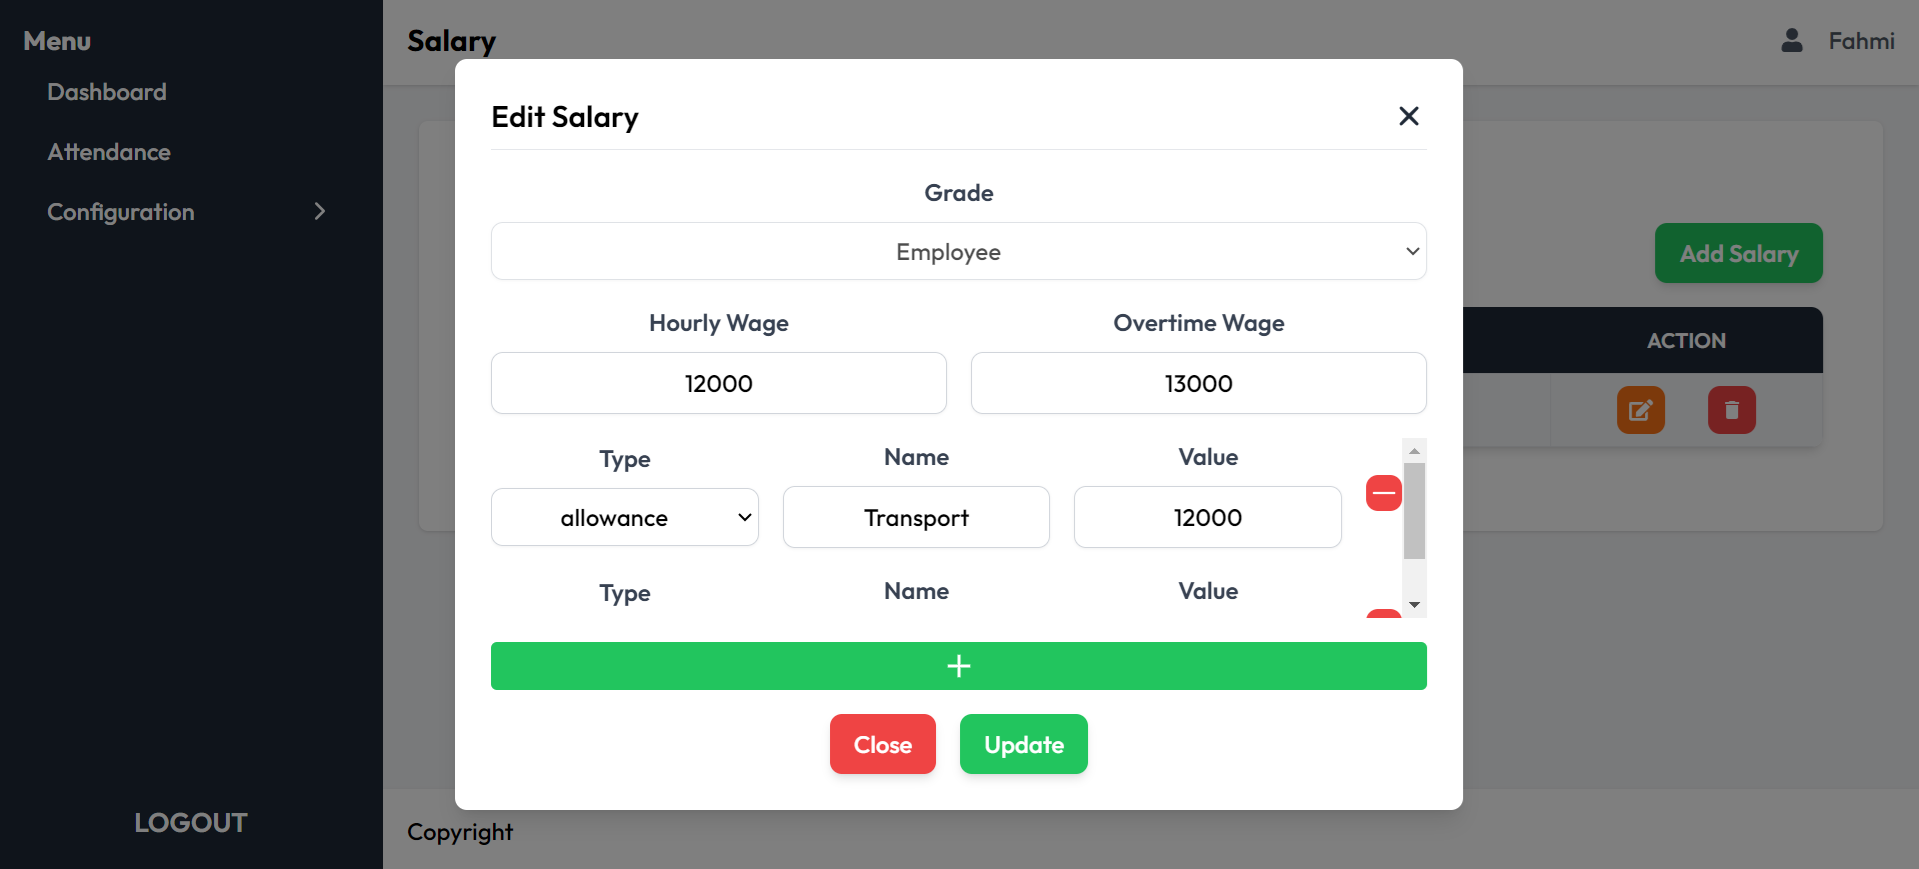 Menu
Dashboard
Attendance
Configuration
LOGOUT
Salary
Fahmi
Add Salary
ACTION
Edit Salary
Grade
Employee
Hourly Wage
Overtime Wage
12000
13000
Type
Name
Value
allowance
Transport
12000
Type
Name
Value
Close
Update
Copyright